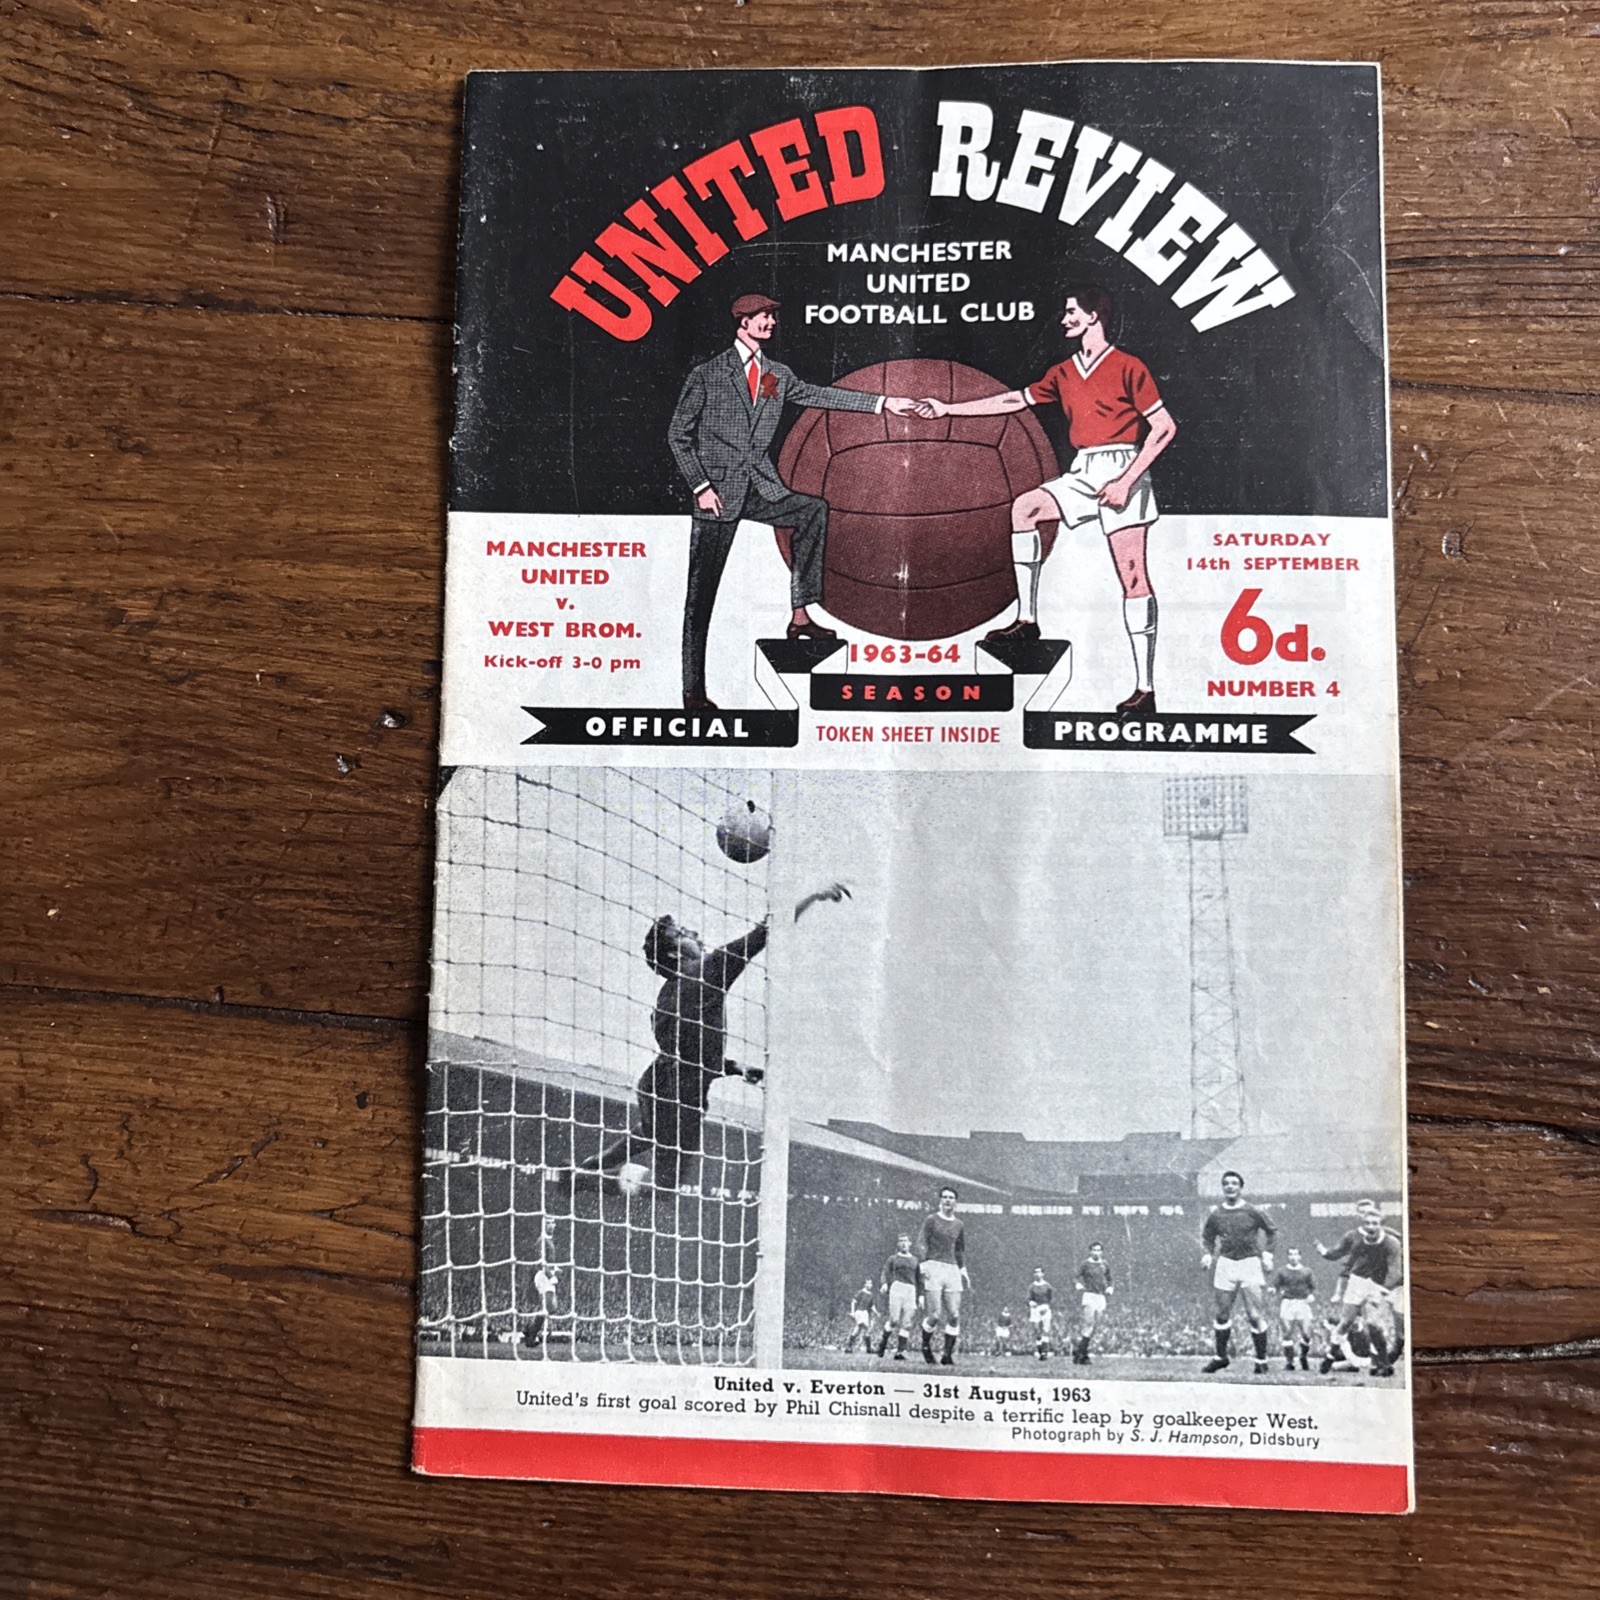 UNITED REVIEW
MANCHESTER
UNITED
FOOTBALL CLUB
MANCHESTER
UNITED
v.
WEST BROM.
Kick-off 3-0 pm
SATURDAY
14th SEPTEMBER
6d.
NUMBER 4
1963-64
SEASON
OFFICIAL
TOKEN SHEET INSIDE
PROGRAMME
United v. Everton — 31st August, 1963
United's first goal scored by Phil Chisnall despite a terrific leap by goalkeeper West.
Photograph by S. J. Hampson, Didsbury